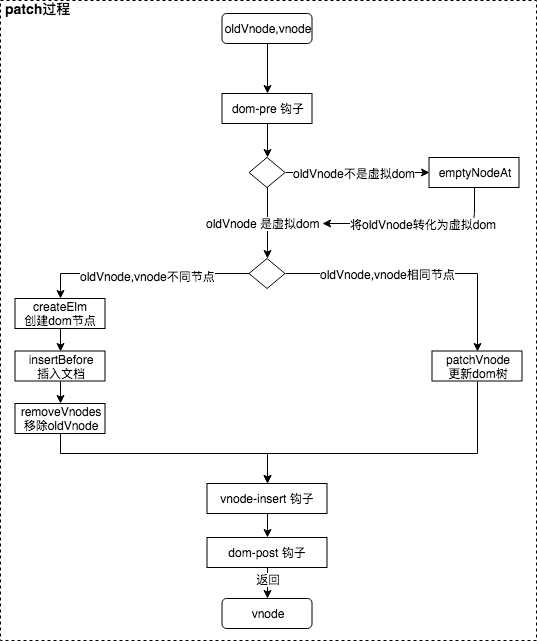 patch过程
oldVnode,vnode
dom-pre 钩子
oldVnode不是虚拟dom
emptyNodeAt
oldVnode 是虚拟dom
将oldVnode转化为虚拟dom
oldVnode,vnode不同节点
oldVnode,vnode相同节点
createElm
创建dom节点
insertBefore
插入文档
removeVnodes
移除oldVnode
patchVnode
更新dom树
vnode-insert 钩子
dom-post 钩子
返回
vnode